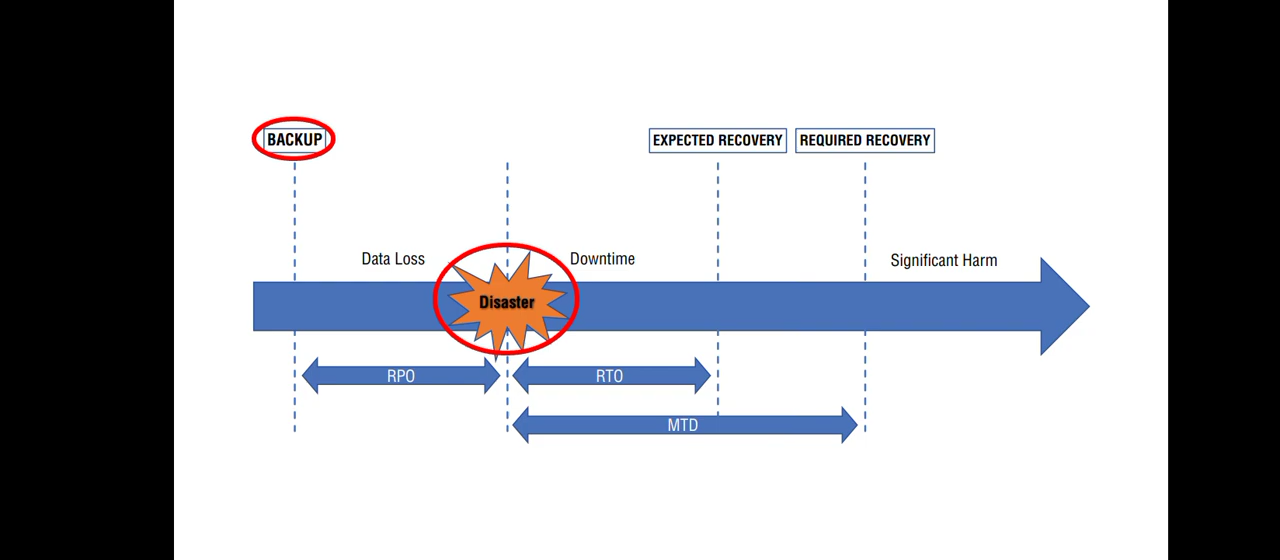 BACKUP
EXPECTED RECOVERY
REQUIRED RECOVERY
Data Loss
Downtime
Significant Harm
Disaster
RPO
RTO
MTD